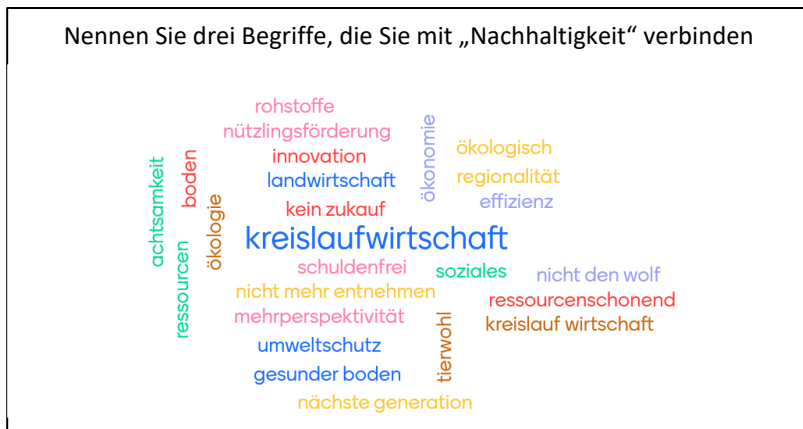 Nennen Sie drei Begriffe, die Sie mit „Nachhaltigkeit“ verbinden
rohstoffe
nützlingsförderung
innovation
landwirtschaft
kein zukauf
ökonomie
ökologisch
regionalität
effizienz
achtsamkeit
boden
ökologie
ressourcen
kreislaufwirtschaft
schuldenfrei
soziales
nicht den wolf
nicht mehr entnehmen
ressourcenschonend
mehrperspektivität
kreislauf wirtschaft
umweltschutz
tierwohl
gesunder boden
nächste generation